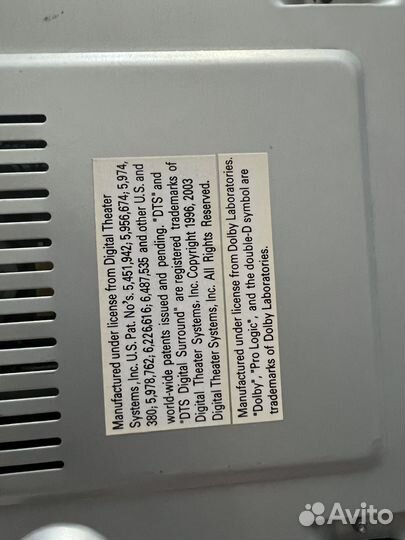 Manufactured under license from Digital Theater
Systems ,Inc. U.S. Pat. No's. 5,451,942; 5,956,674; 5,974,
380; 5,978,762; 6,226,616; 6,487,535 and other U.S. and
world-wide patents issued and pending. "DTS" and
"DTS Digital Surround" are registered trademarks of
Digital Theater Systems, Inc. Copyright 1996, 2003
Digital Theater Systems, Inc. All Rights Reserved.
Manufactured under license from Dolby Laboratories.
"Dolby", "Pro Logic", and the double-D symbol are
trademarks of Dolby Laboratories.
Avito